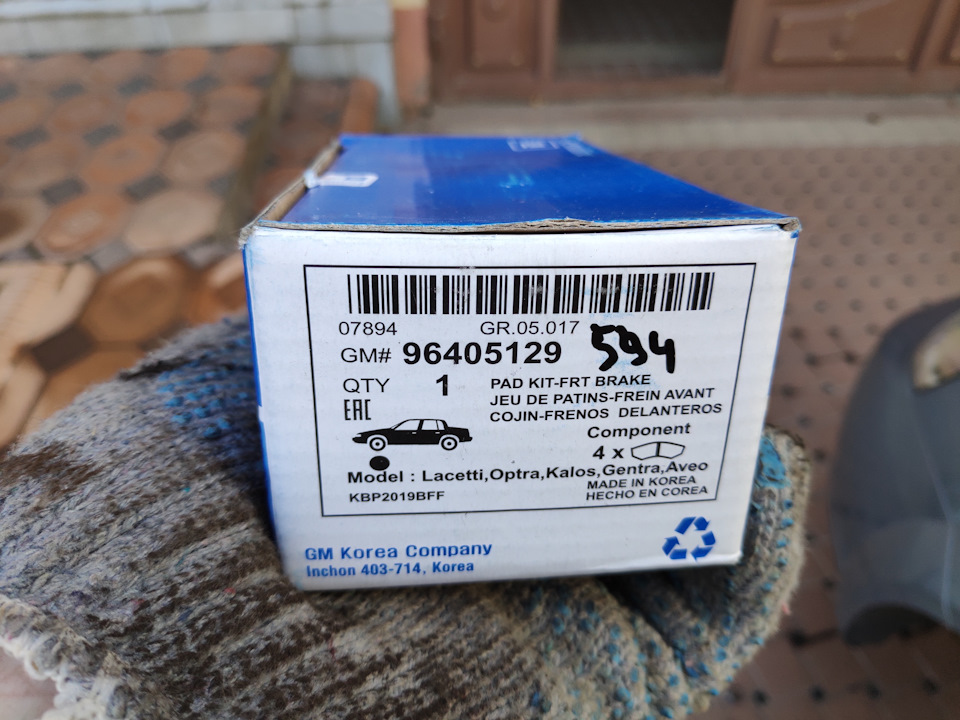 07894 GR.05.017
GM# 96405129 594
QTY 1 PAD KIT-FRT BRAKE
JEU DE PATINS-FREIN AVANT
EAC COJIN-FRENOS DELANTEROS
Component
4 x
Model : Lacetti,Optra,Kalos,Gentra,Aveo
KBP2019BFF MADE IN KOREA
HECHO EN COREA
GM Korea Company
Inchon 403-714, Korea